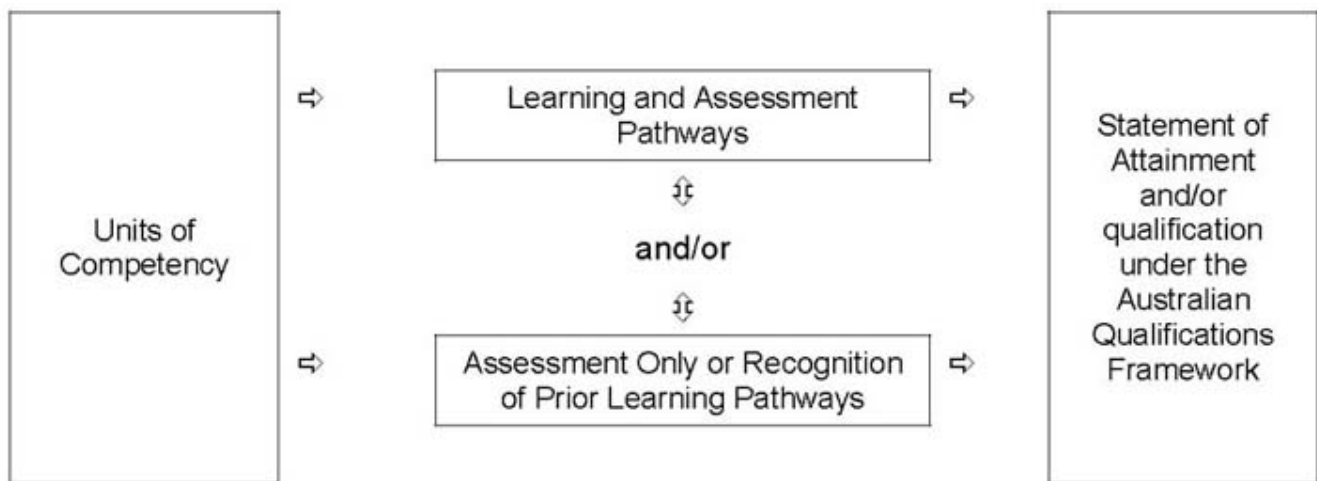 Units of
Competency
Learning and Assessment
Pathways
and/or
Assessment Only or Recognition
of Prior Learning Pathways
Statement of
Attainment
and/or
qualification
under the
Australian
Qualifications
Framework